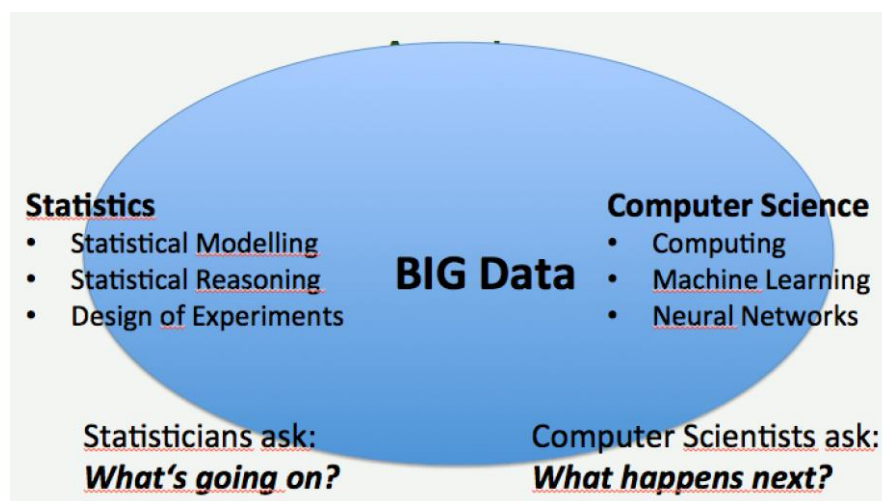 Statistics
• Statistical Modelling
• Statistical Reasoning
• Design of Experiments
BIG Data
Computer Science
• Computing
• Machine Learning
• Neural Networks
Statisticians ask:
What‘s going on?
Computer Scientists ask:
What happens next?